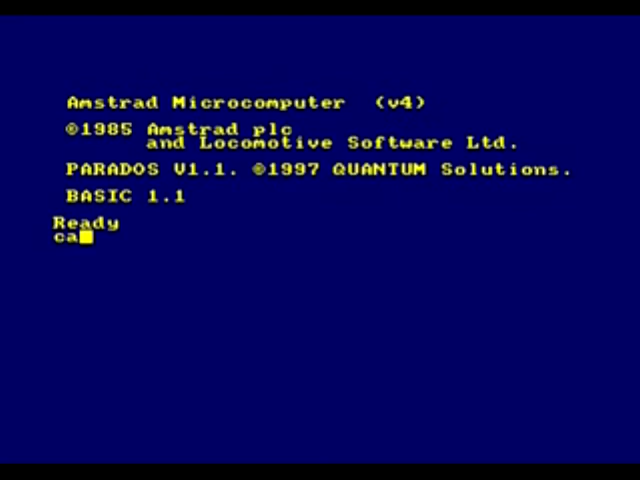 Amstrad Microcomputer (v4)
©1985 Amstrad plc
and Locomotive Software Ltd.
PARADOS V1.1. ©1997 QUANTUM Solutions.
BASIC 1.1
Ready
ca